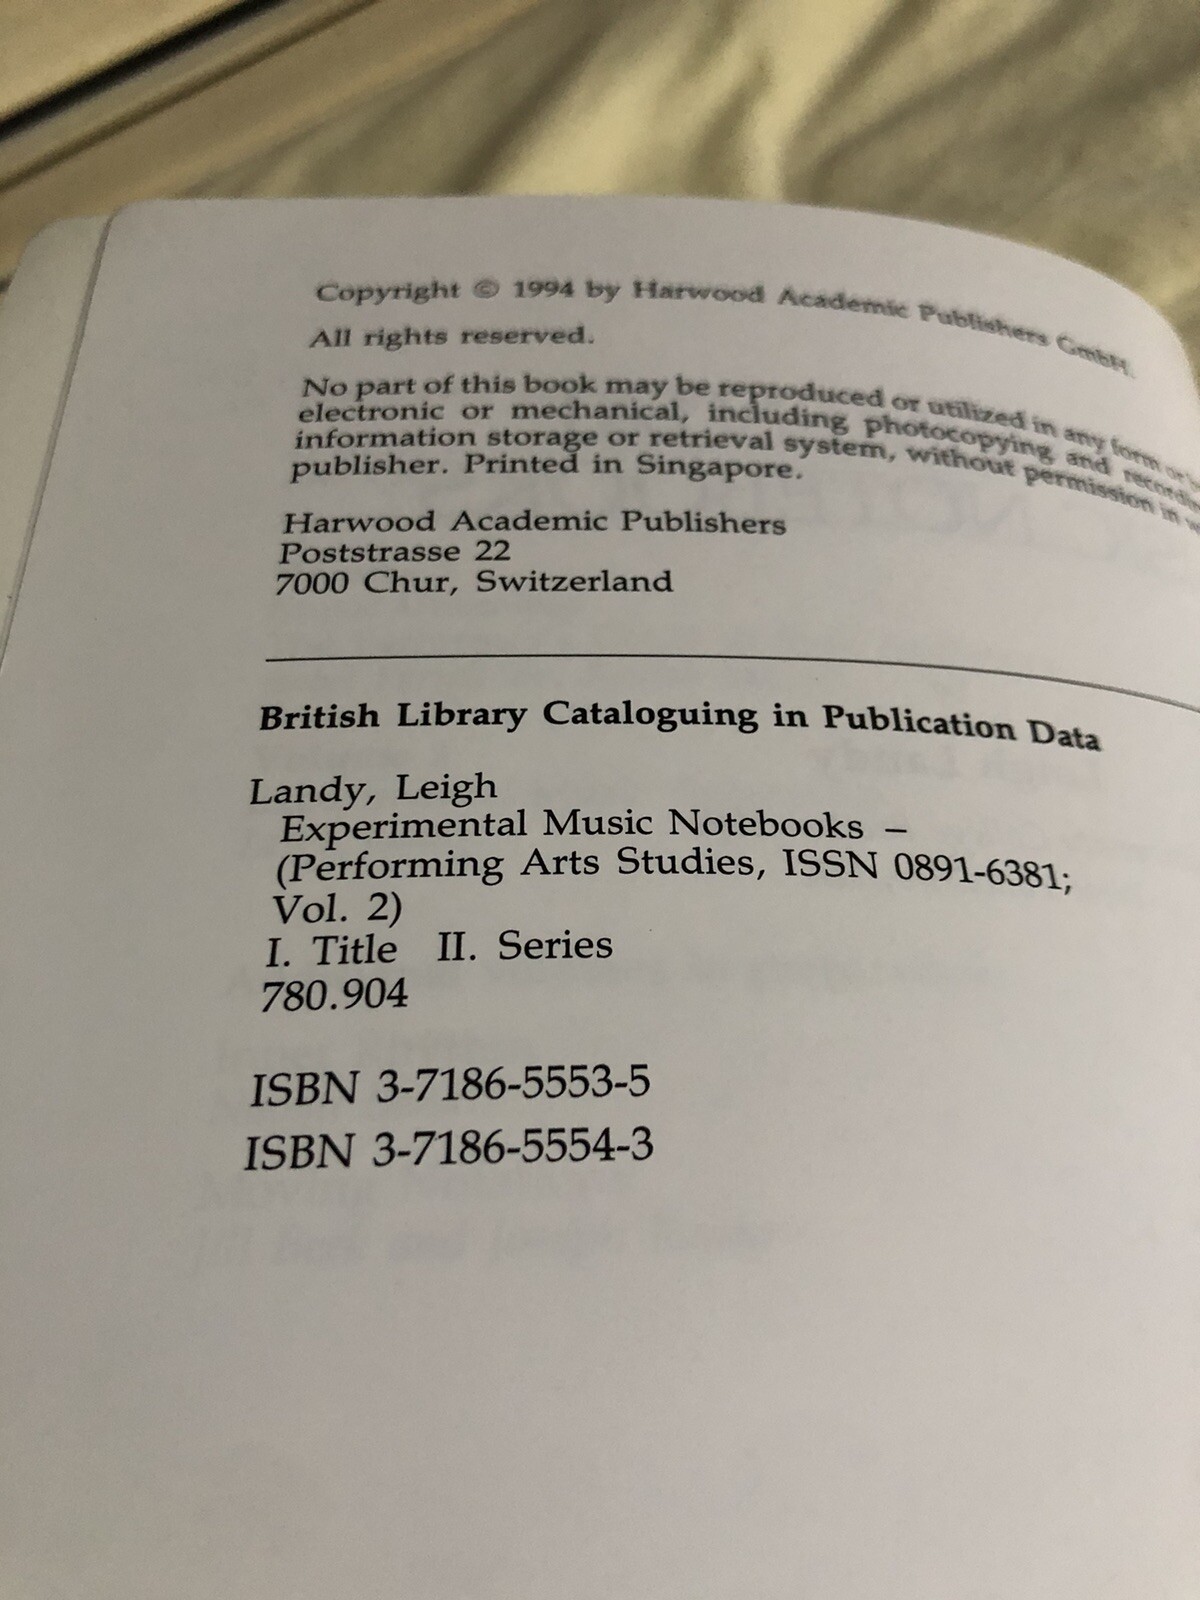 Copyright © 1994 by Harwood Academic Publishers GmbH.
All rights reserved.
No part of this book may be reproduced or utilized in any form or
electronic or mechanical, including photocopying and
information storage or retrieval system, without permission in
publisher. Printed in Singapore.
Harwood Academic Publishers
Poststrasse 22
7000 Chur, Switzerland
British Library Cataloguing in Publication Data
Landy, Leigh
Experimental Music Notebooks –
(Performing Arts Studies, ISSN 0891-6381;
Vol. 2)
I. Title II. Series
780.904
ISBN 3-7186-5553-5
ISBN 3-7186-5554-3